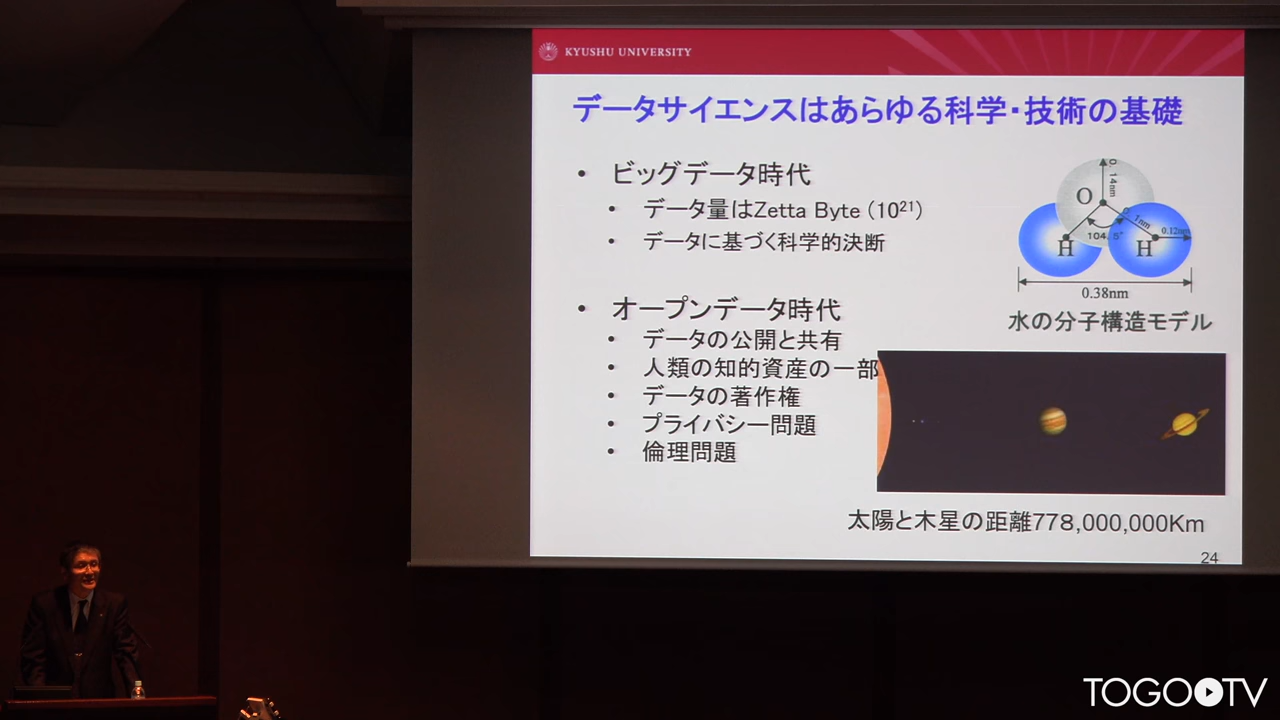 KYUSHU UNIVERSITY
データサイエンスはあらゆる科学・技術の基礎
• ビッグデータ時代
• データ量はZetta Byte (10²¹)
• データに基づく科学的決断
• オープンデータ時代
• データの公開と共有
• 人類の知的資産の一部
• データの著作権
• プライバシー問題
• 倫理問題
0.14nm
O
0.1nm
104.5°
0.12nm
H
H
0.38nm
水の分子構造モデル
太陽と木星の距離778,000,000Km
24
TOGO TV